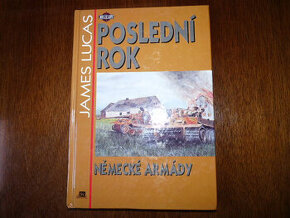 JAMES LUCAS
POSLEDNÍ
ROK
NĚMECKÉ ARMÁDY